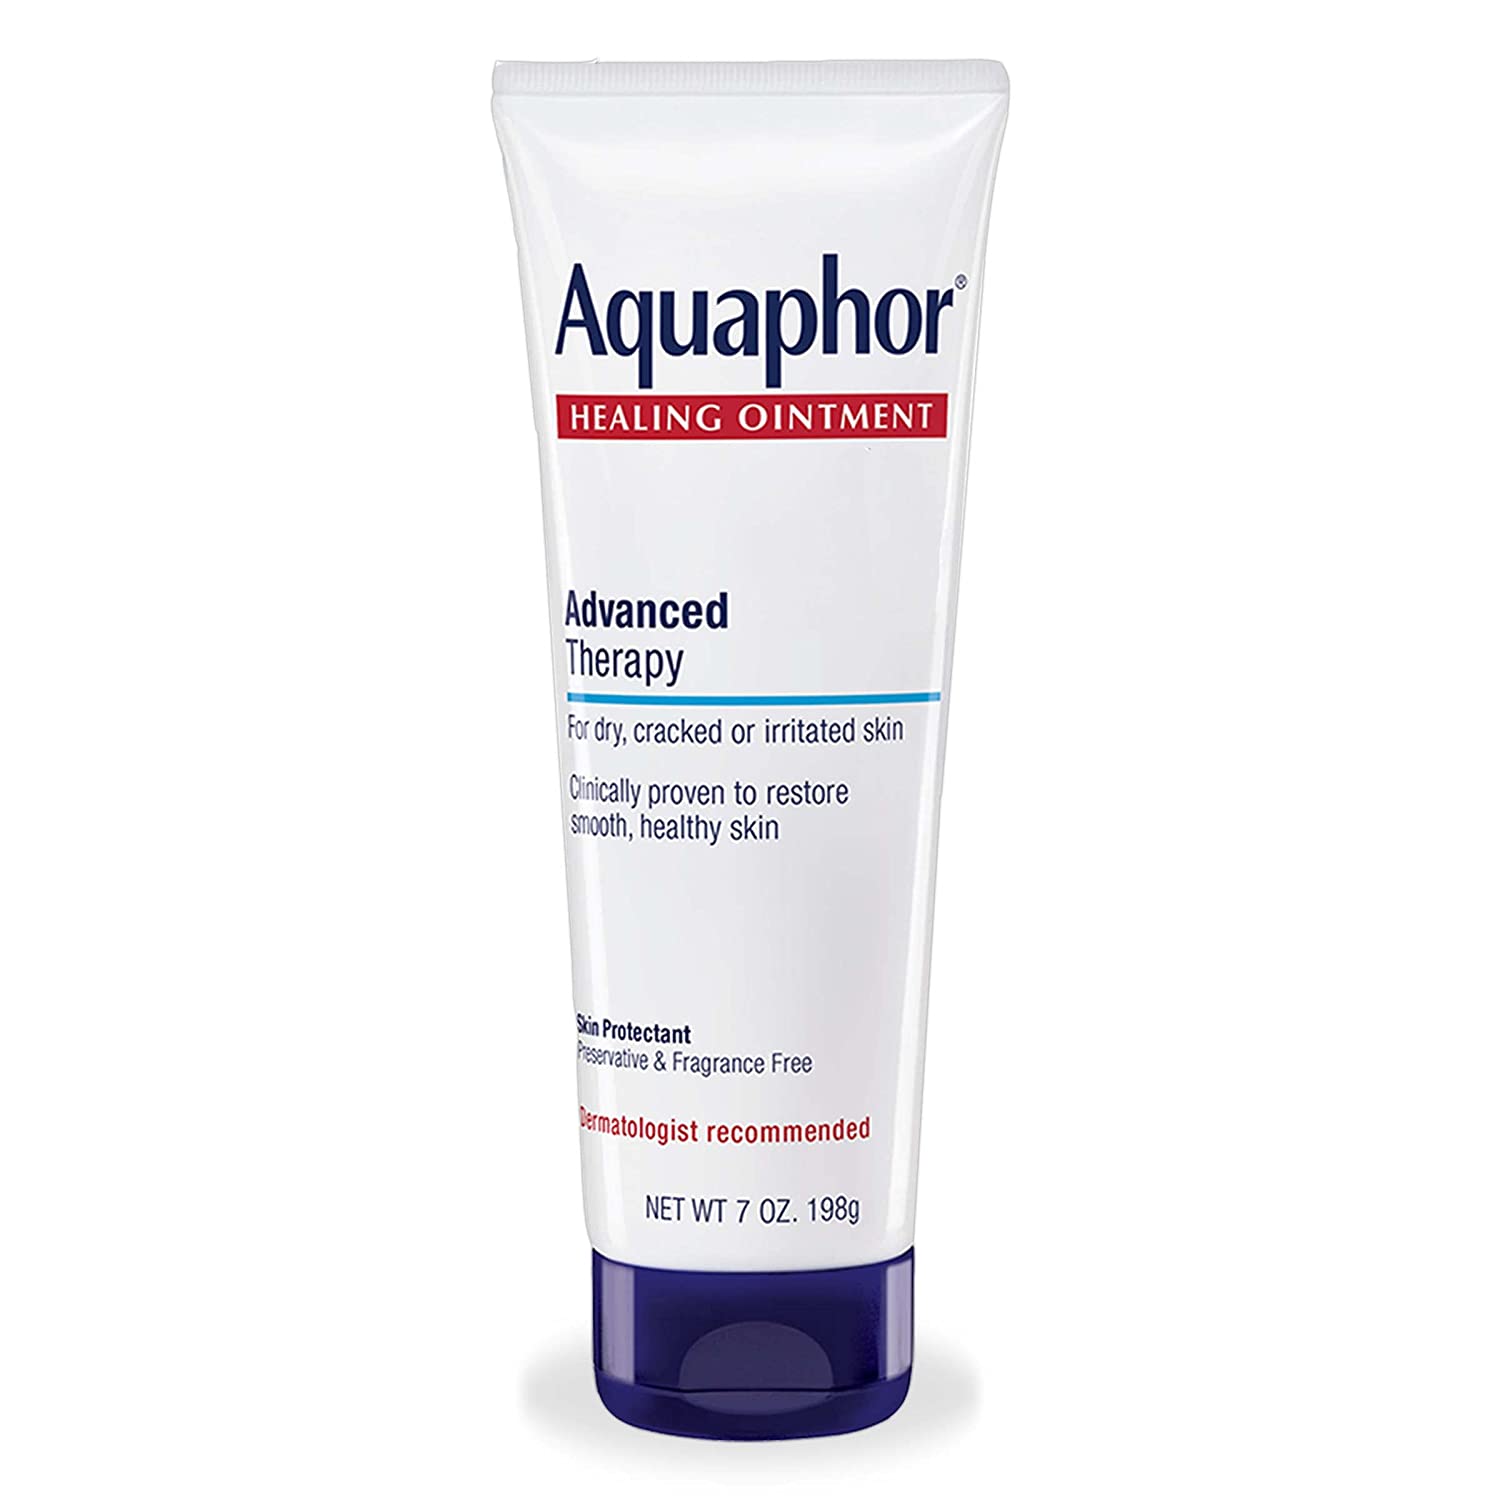 Aquaphor®
HEALING OINTMENT
Advanced
Therapy
For dry, cracked or irritated skin
Clinically proven to restore
smooth, healthy skin
Skin Protectant
Preservative & Fragrance Free
Dermatologist recommended
NET WT 7 OZ. 198g